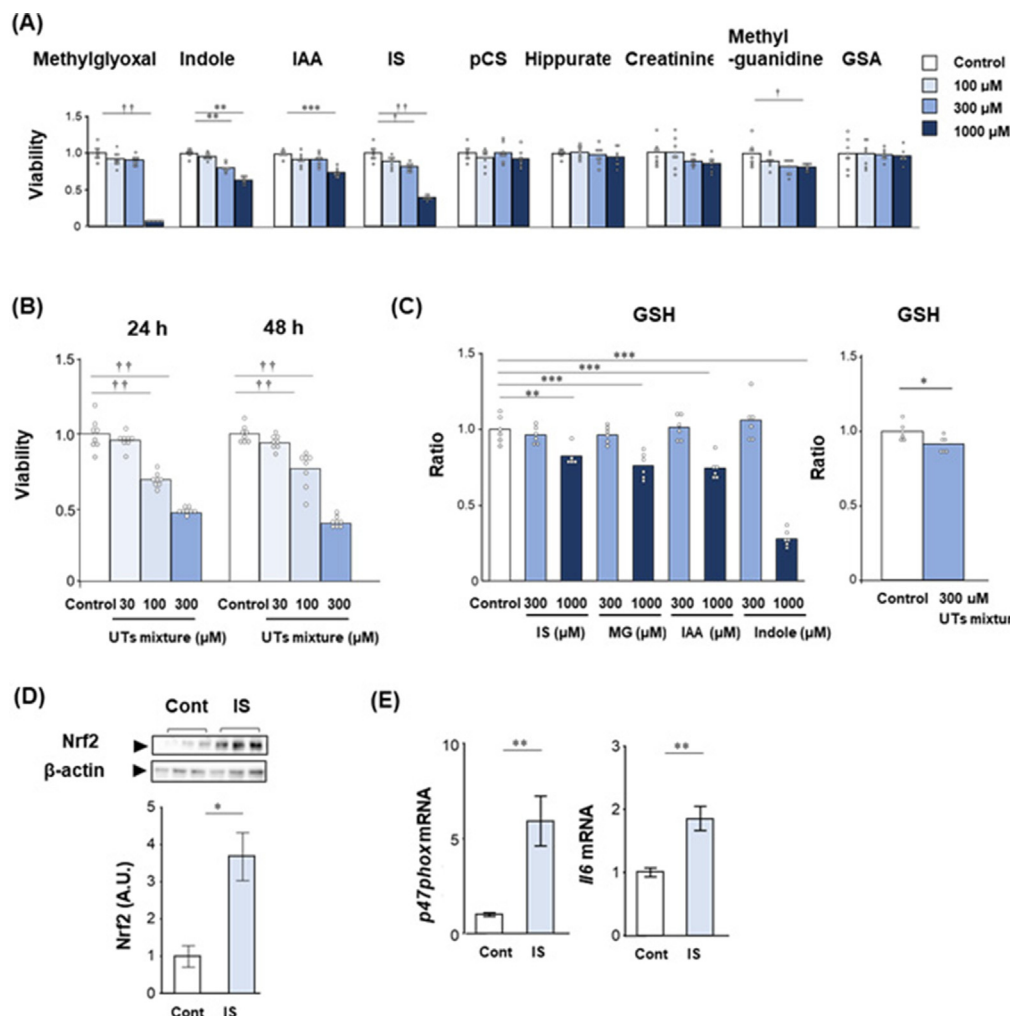 (A)
Methylglyoxal Indole IAA IS pCS Hippurate Creatinine Methyl -guanidine GSA
Control
100 µM
300 µM
1000 µM
†† ** ** *** †† † †
Viability
1.5
1.0
0.5
0
(B)
24 h 48 h
†† †† †† ††
Viability
1.5
1.0
0.5
0
Control 30 100 300 Control 30 100 300
UTs mixture (µM) UTs mixture (µM)
(C)
GSH GSH
*** *** *** ** *
Ratio
1.5
1.0
0.5
0
Control 300 1000 300 1000 300 1000 300 1000
IS (µM) MG (µM) IAA (µM) Indole (µM)
Ratio
1.5
1.0
0.5
0
Control 300 uM
UTs mixtur
(D)
Cont IS
Nrf2
β-actin
*
Nrf2 (A.U.)
5
4
3
2
1
0
Cont IS
(E)
**
p47phox mRNA
10
5
0
Cont IS
**
Il6 mRNA
3
2
1
0
Cont IS